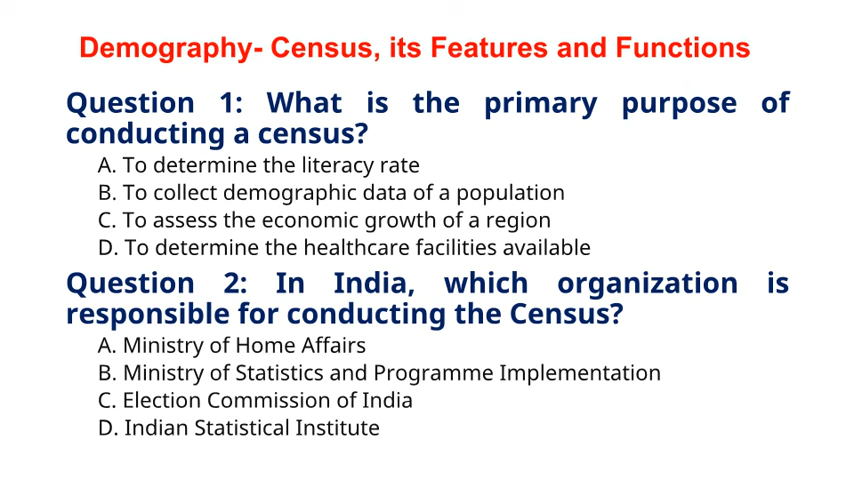 Demography- Census, its Features and Functions
Question 1: What is the primary purpose of
conducting a census?
A. To determine the literacy rate
B. To collect demographic data of a population
C. To assess the economic growth of a region
D. To determine the healthcare facilities available
Question 2: In India, which organization is
responsible for conducting the Census?
A. Ministry of Home Affairs
B. Ministry of Statistics and Programme Implementation
C. Election Commission of India
D. Indian Statistical Institute